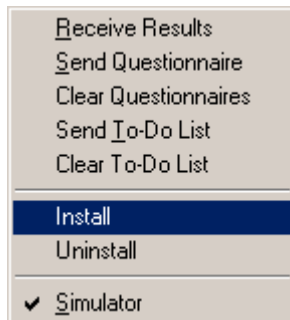 Receive Results
Send Questionnaire
Clear Questionnaires
Send To-Do List
Clear To-Do List
Install
Uninstall
Simulator